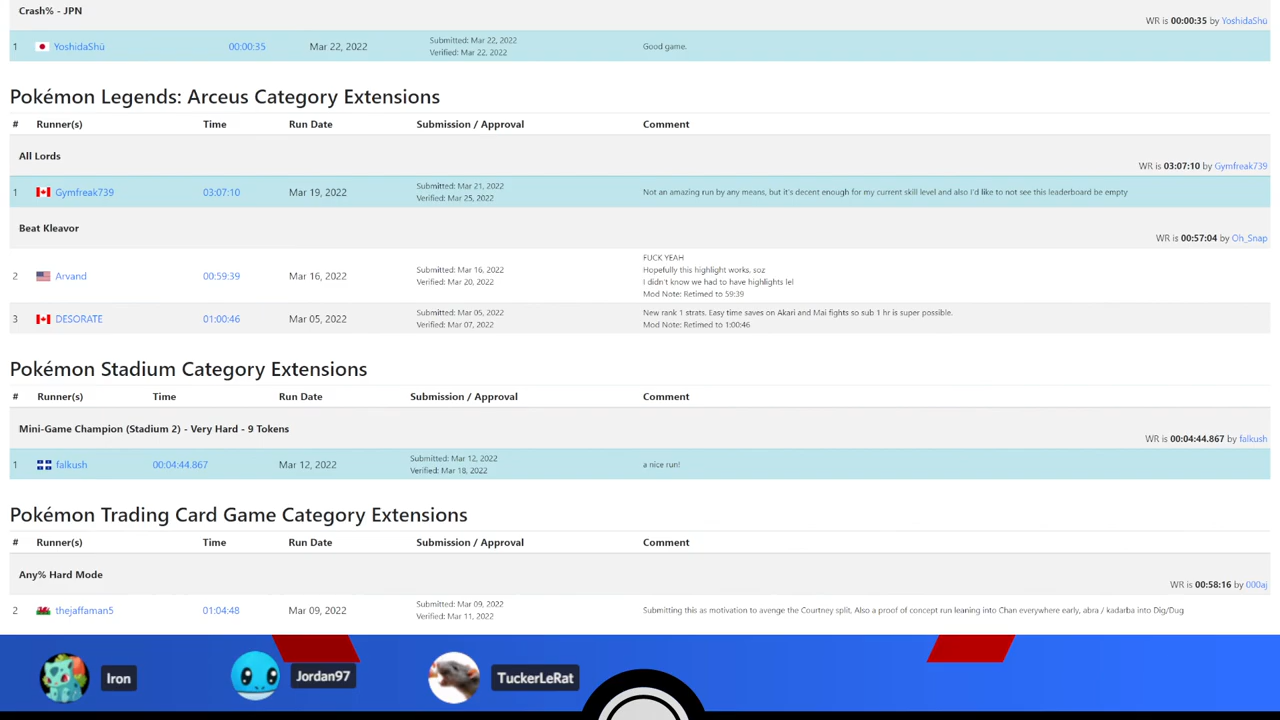 Crash% - JPN
WR is 00:00:35 by YoshidaShū
1 YoshidaShū 00:00:35 Mar 22, 2022 Submitted: Mar 22, 2022 Good game.
Verified: Mar 22, 2022
Pokémon Legends: Arceus Category Extensions
# Runner(s) Time Run Date Submission / Approval Comment
All Lords
WR is 03:07:10 by Gymfreak739
1 Gymfreak739 03:07:10 Mar 19, 2022 Submitted: Mar 21, 2022 Not an amazing run by any means, but it's decent enough for my current skill level and also I'd like to not see this leaderboard be empty
Verified: Mar 25, 2022
Beat Kleavor
WR is 00:57:04 by Oh_Snap
FUCK YEAH
2 Arvand 00:59:39 Mar 16, 2022 Submitted: Mar 16, 2022 Hopefully this highlight works, soz
Verified: Mar 20, 2022 I didn't know we had to have highlights lel
Mod Note: Retimed to 59:39
3 DESORATE 01:00:46 Mar 05, 2022 Submitted: Mar 05, 2022 New rank 1 strats. Easy time saves on Akari and Mai fights so sub 1 hr is super possible.
Verified: Mar 07, 2022 Mod Note: Retimed to 1:00:46
Pokémon Stadium Category Extensions
# Runner(s) Time Run Date Submission / Approval Comment
Mini-Game Champion (Stadium 2) - Very Hard - 9 Tokens
WR is 00:04:44.867 by falkush
1 falkush 00:04:44.867 Mar 12, 2022 Submitted: Mar 12, 2022 a nice run!
Verified: Mar 18, 2022
Pokémon Trading Card Game Category Extensions
# Runner(s) Time Run Date Submission / Approval Comment
Any% Hard Mode
WR is 00:58:16 by 000aj
2 thejaffaman5 01:04:48 Mar 09, 2022 Submitted: Mar 09, 2022 Submitting this as motivation to avenge the Courtney split, Also a proof of concept run leaning into Chan everywhere early, abra / kadarba into Dig/Dug
Verified: Mar 11, 2022
Iron Jordan97 TuckerLeRat